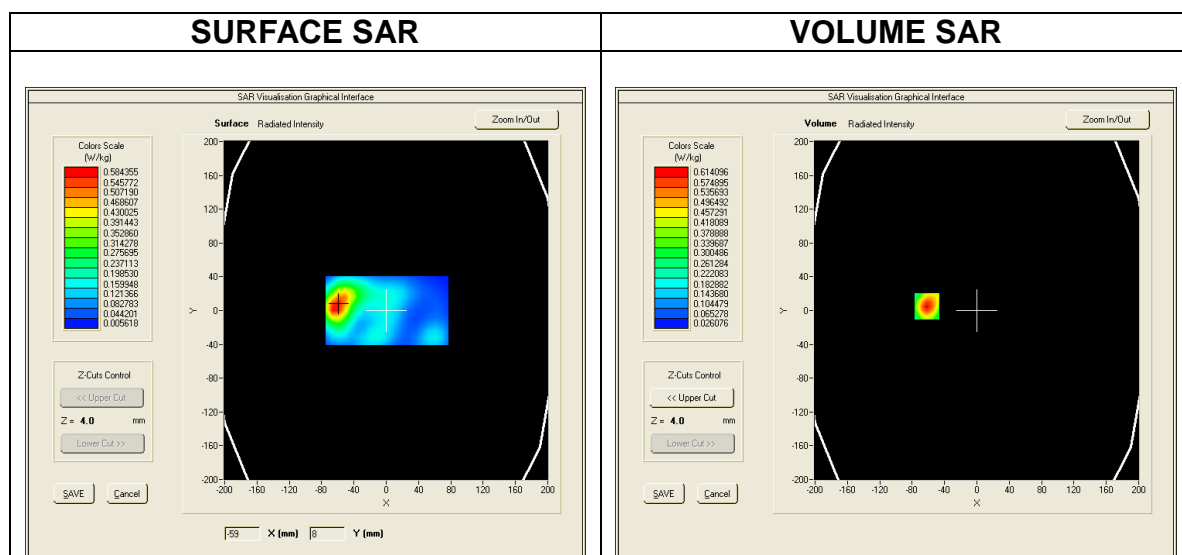 SURFACE SAR
VOLUME SAR
SAR Visualisation Graphical Interface
Surface Radiated Intensity
Zoom In/Out
Colors Scale
(W/kg)
0.584355
0.545772
0.507190
0.468607
0.430025
0.391443
0.352860
0.314278
0.275695
0.237113
0.198530
0.159948
0.121366
0.082783
0.044201
0.005618
200
160
120
80
40
0
-40
-80
-120
-160
-200
Y
-200 -160 -120 -80 -40 0 40 80 120 160 200
X
Z-Cuts Control
<< Upper Cut
Z = 4.0 mm
Lower Cut >>
SAVE Cancel
-59 X (mm) 8 Y (mm)
SAR Visualisation Graphical Interface
Volume Radiated Intensity
Zoom In/Out
Colors Scale
(W/kg)
0.614096
0.574895
0.535693
0.496492
0.457291
0.418089
0.378888
0.339687
0.300486
0.261284
0.222083
0.182882
0.143680
0.104479
0.065278
0.026076
200
160
120
80
40
0
-40
-80
-120
-160
-200
Y
-200 -160 -120 -80 -40 0 40 80 120 160 200
X
Z-Cuts Control
<< Upper Cut
Z = 4.0 mm
Lower Cut >>
SAVE Cancel